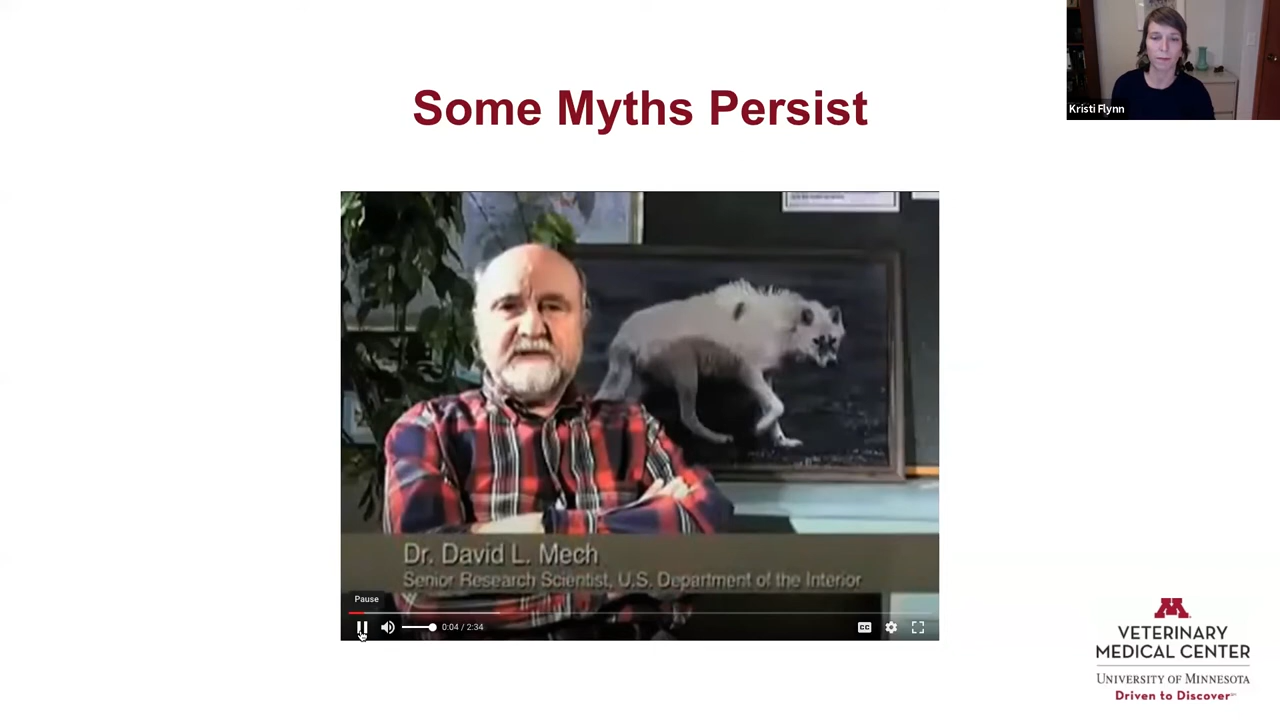 Some Myths Persist
Kristi Flynn
Dr. David L. Mech
Senior Research Scientist, U.S. Department of the Interior
Pause
0:04 / 2:34
CC
M
VETERINARY
MEDICAL CENTER
UNIVERSITY OF MINNESOTA
Driven to Discover